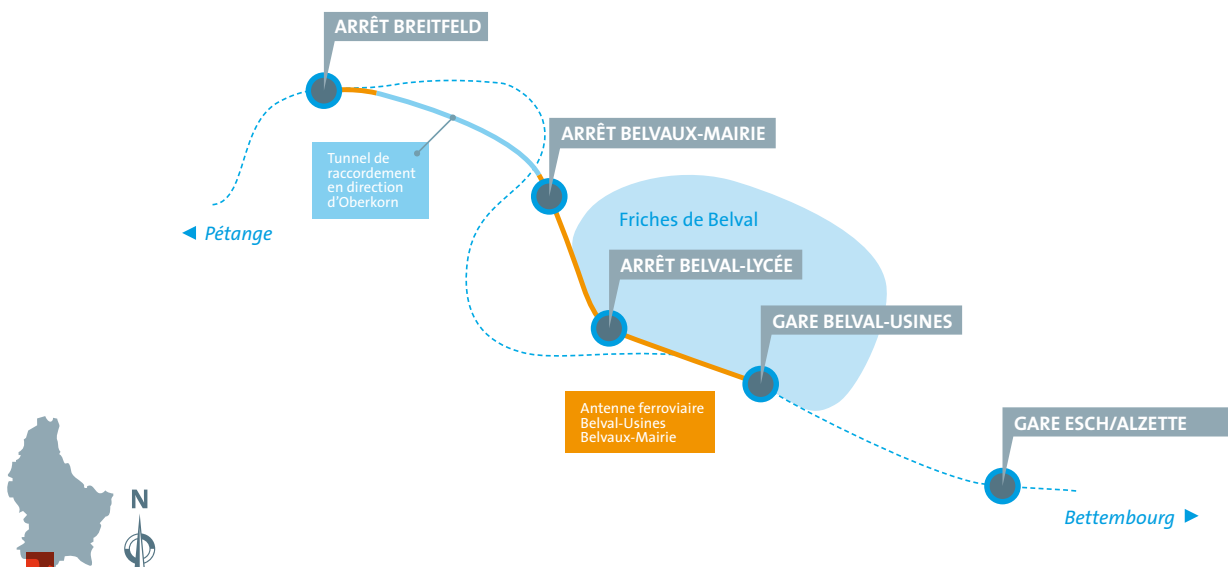 ARRÊT BREITFELD
ARRÊT BELVAUX-MAIRIE
Tunnel de
raccordement
en direction
d'Oberkorn
Friches de Belval
Pétange
ARRÊT BELVAL-LYCÉE
GARE BELVAL-USINES
Antenne ferroviaire
Belval-Usines
Belvaux-Mairie
GARE ESCH/ALZETTE
N
Bettembourg